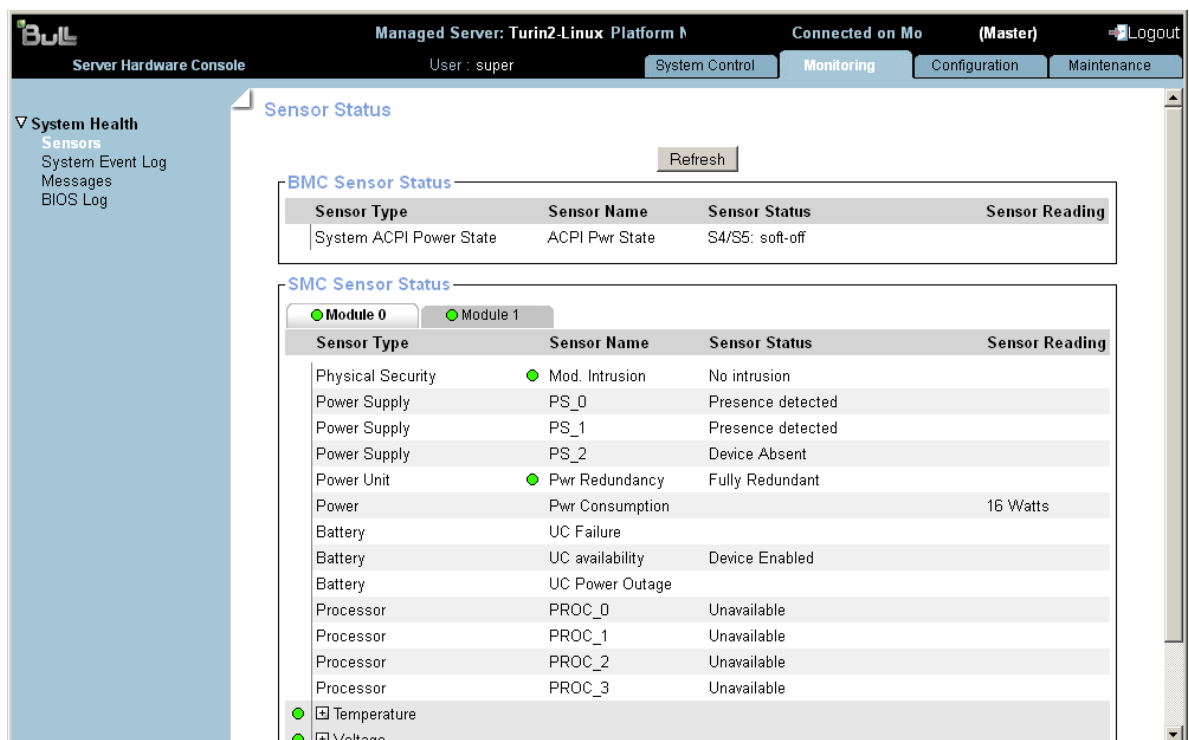 Bull
Managed Server: Turin2-Linux Platform N
Connected on Mo
(Master)
Logout
Server Hardware Console
User : super
System Control
Monitoring
Configuration
Maintenance
System Health
Sensors
System Event Log
Messages
BIOS Log
Sensor Status
Refresh
BMC Sensor Status
Sensor Type Sensor Name Sensor Status Sensor Reading
System ACPI Power State ACPI Pwr State S4/S5: soft-off
SMC Sensor Status
Module 0 Module 1
Sensor Type Sensor Name Sensor Status Sensor Reading
Physical Security Mod. Intrusion No intrusion
Power Supply PS_0 Presence detected
Power Supply PS_1 Presence detected
Power Supply PS_2 Device Absent
Power Unit Pwr Redundancy Fully Redundant
Power Pwr Consumption 16 Watts
Battery UC Failure
Battery UC availability Device Enabled
Battery UC Power Outage
Processor PROC_0 Unavailable
Processor PROC_1 Unavailable
Processor PROC_2 Unavailable
Processor PROC_3 Unavailable
Temperature
Voltage